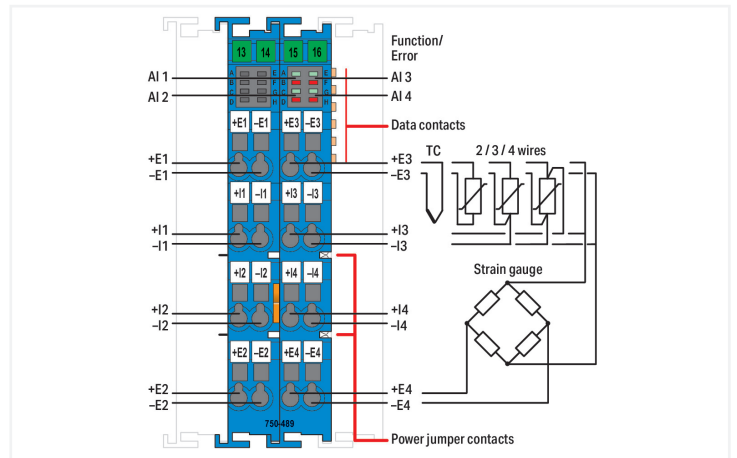 Function/
Error
13 14 15 16
A E A E
B F B F
C G C G
D H D H
AI 1
AI 2
AI 3
AI 4
Data contacts
+E1 –E1 +E3 –E3
+E1
–E1
+E3
–E3
TC
2 / 3 / 4 wires
+I1 –I1 +I3 –I3
+I1
–I1
+I3
–I3
+I2 –I2 +I4 –I4
+I2
–I2
+I4
–I4
Strain gauge
+E2 –E2 +E4 –E4
+E2
–E2
+E4
–E4
750-489
Power jumper contacts